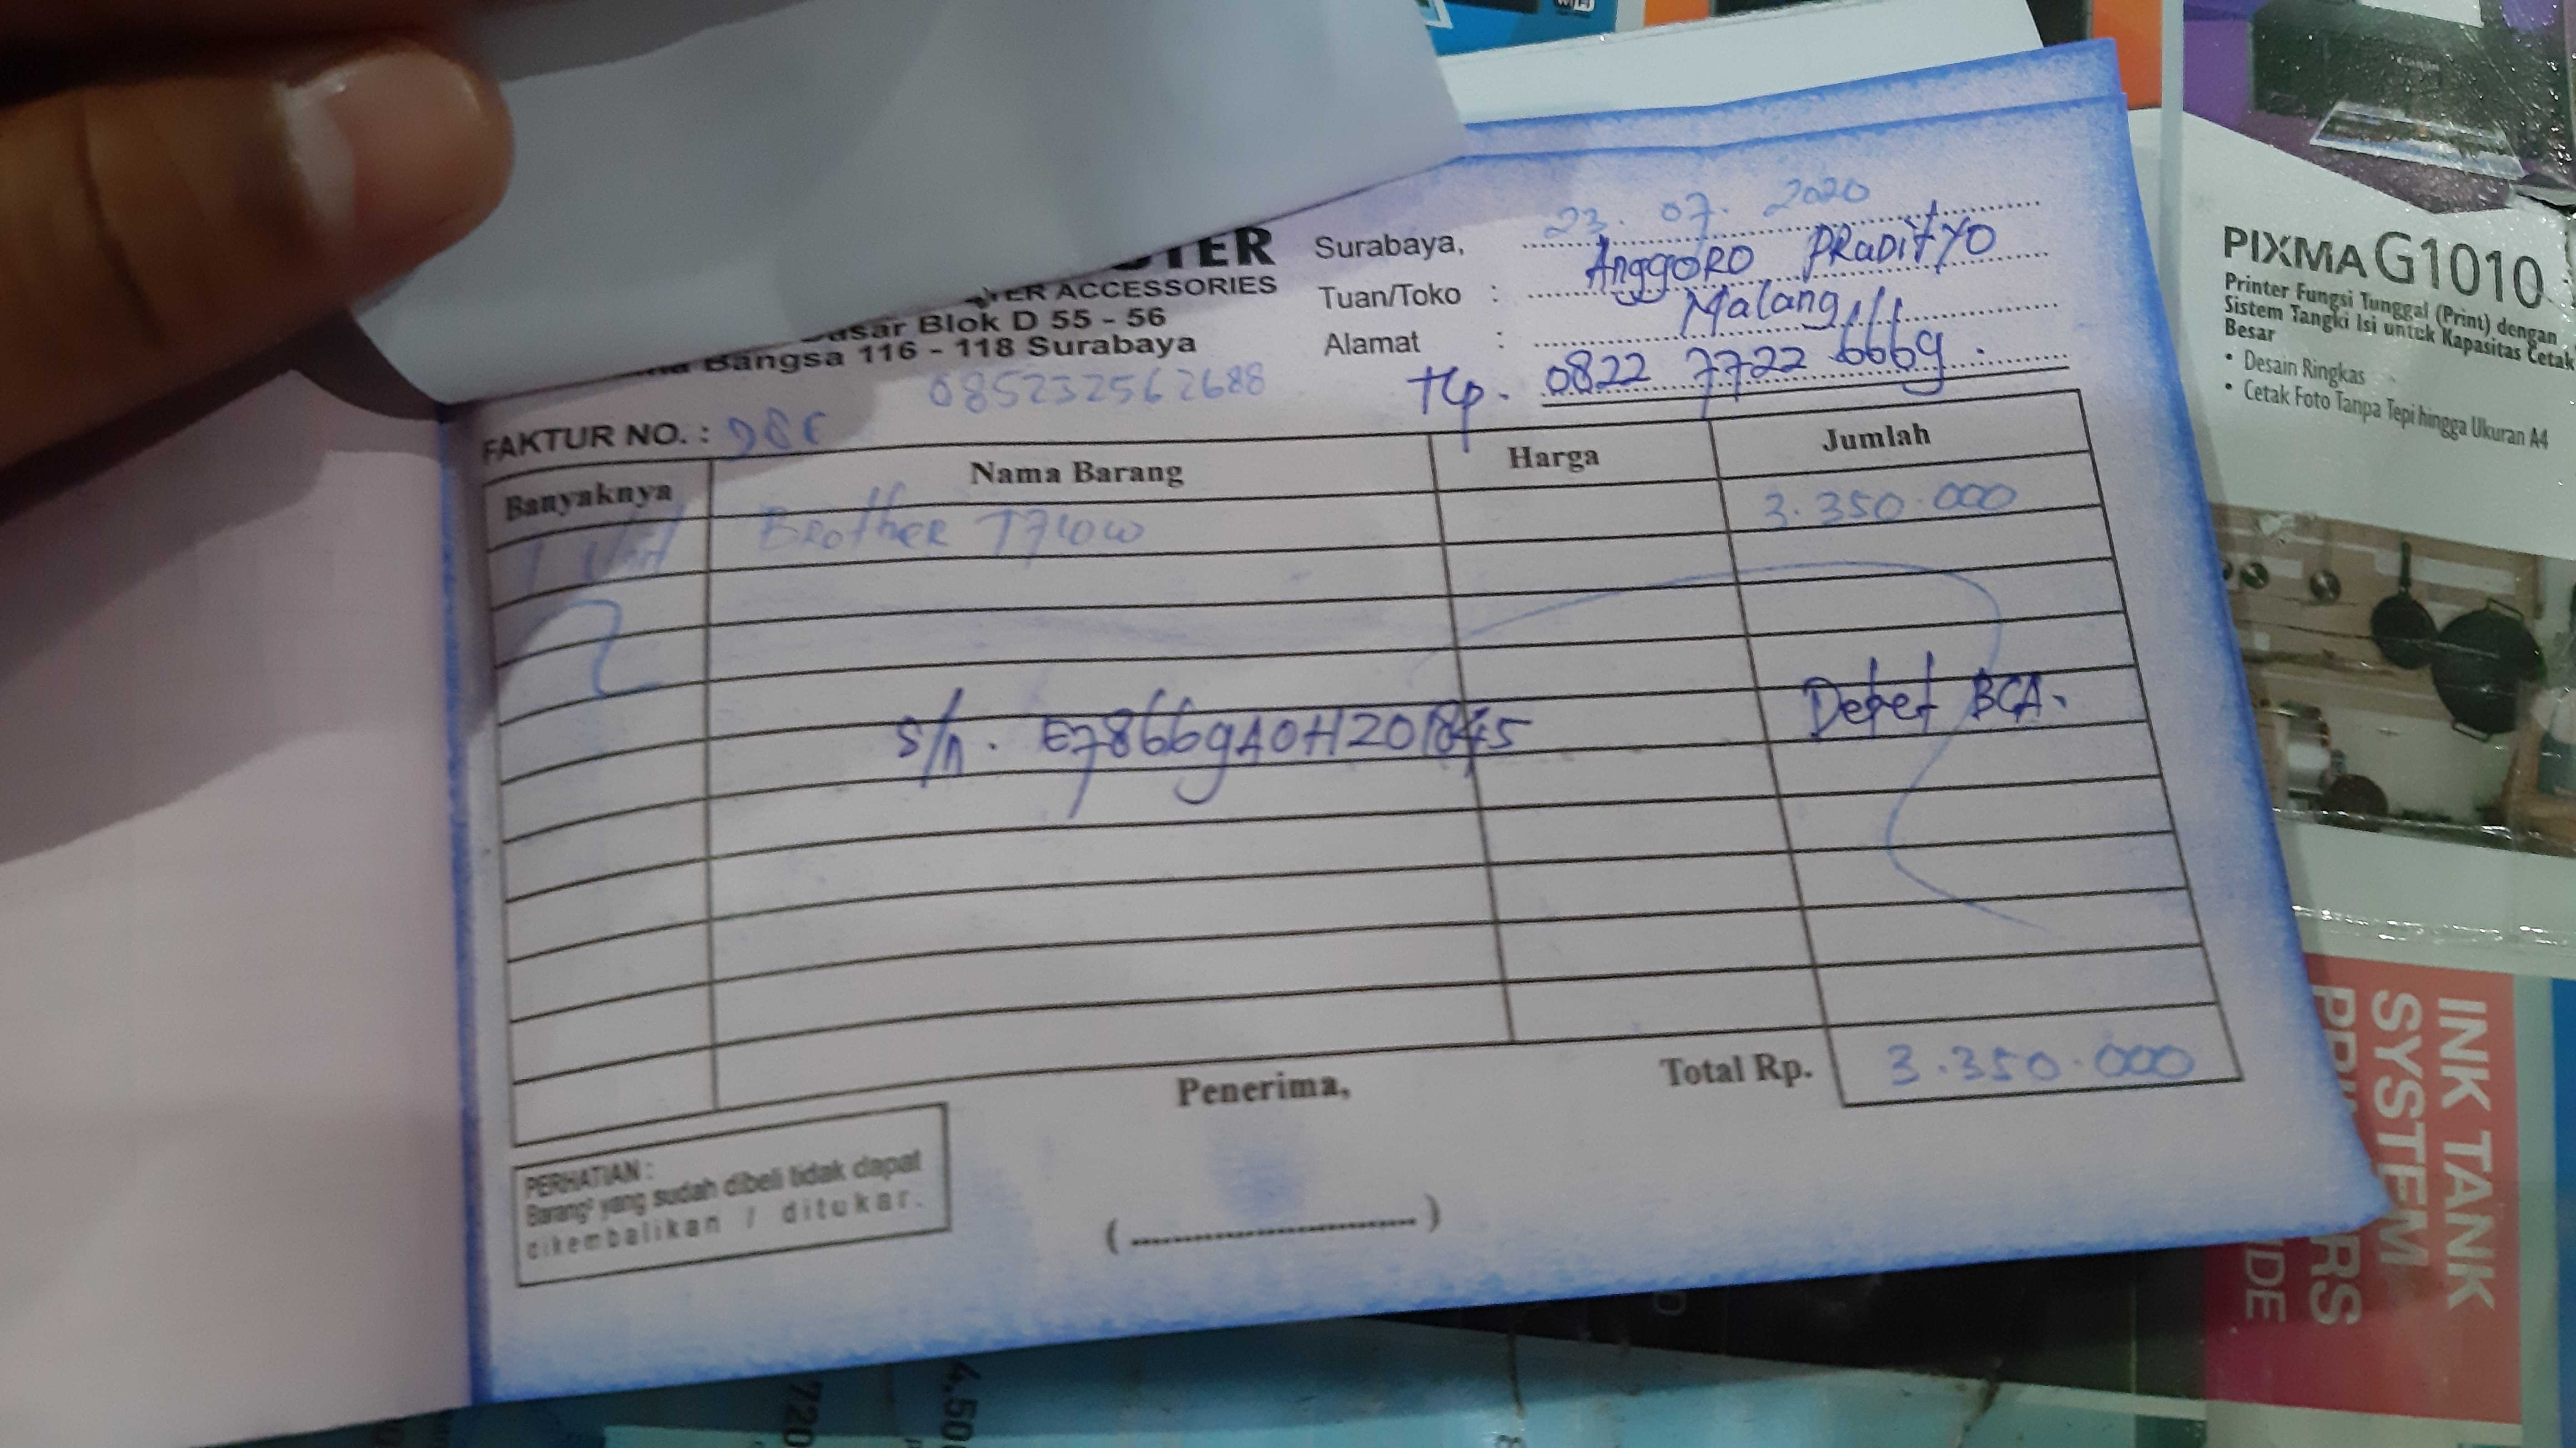 Surabaya, 23. 07. 2020
ACCESSORIES
Tuan/Toko : Anggoro PRaDitYO
Blok D 55 - 56
Alamat : Malang
Bangsa 116 - 118 Surabaya
Tlp. 0822 7722 6669.
085232562688
FAKTUR NO. :
Banyaknya Nama Barang Harga Jumlah
1 Unit Brother T710W 3.350.000
s/n. E78669A0H201845 Debet BCA.
Total Rp. 3.350.000
Penerima,
PERHATIAN :
Barang² yang sudah dibeli tidak dapat
dikembalikan / ditukar.
(....................)
PIXMA G1010
Printer Fungsi Tunggal (Print) dengan
Sistem Tangki Isi untuk Kapasitas Cetak
Besar
• Desain Ringkas
• Cetak Foto Tanpa Tepi hingga Ukuran A4
INK TANK
SYSTEM